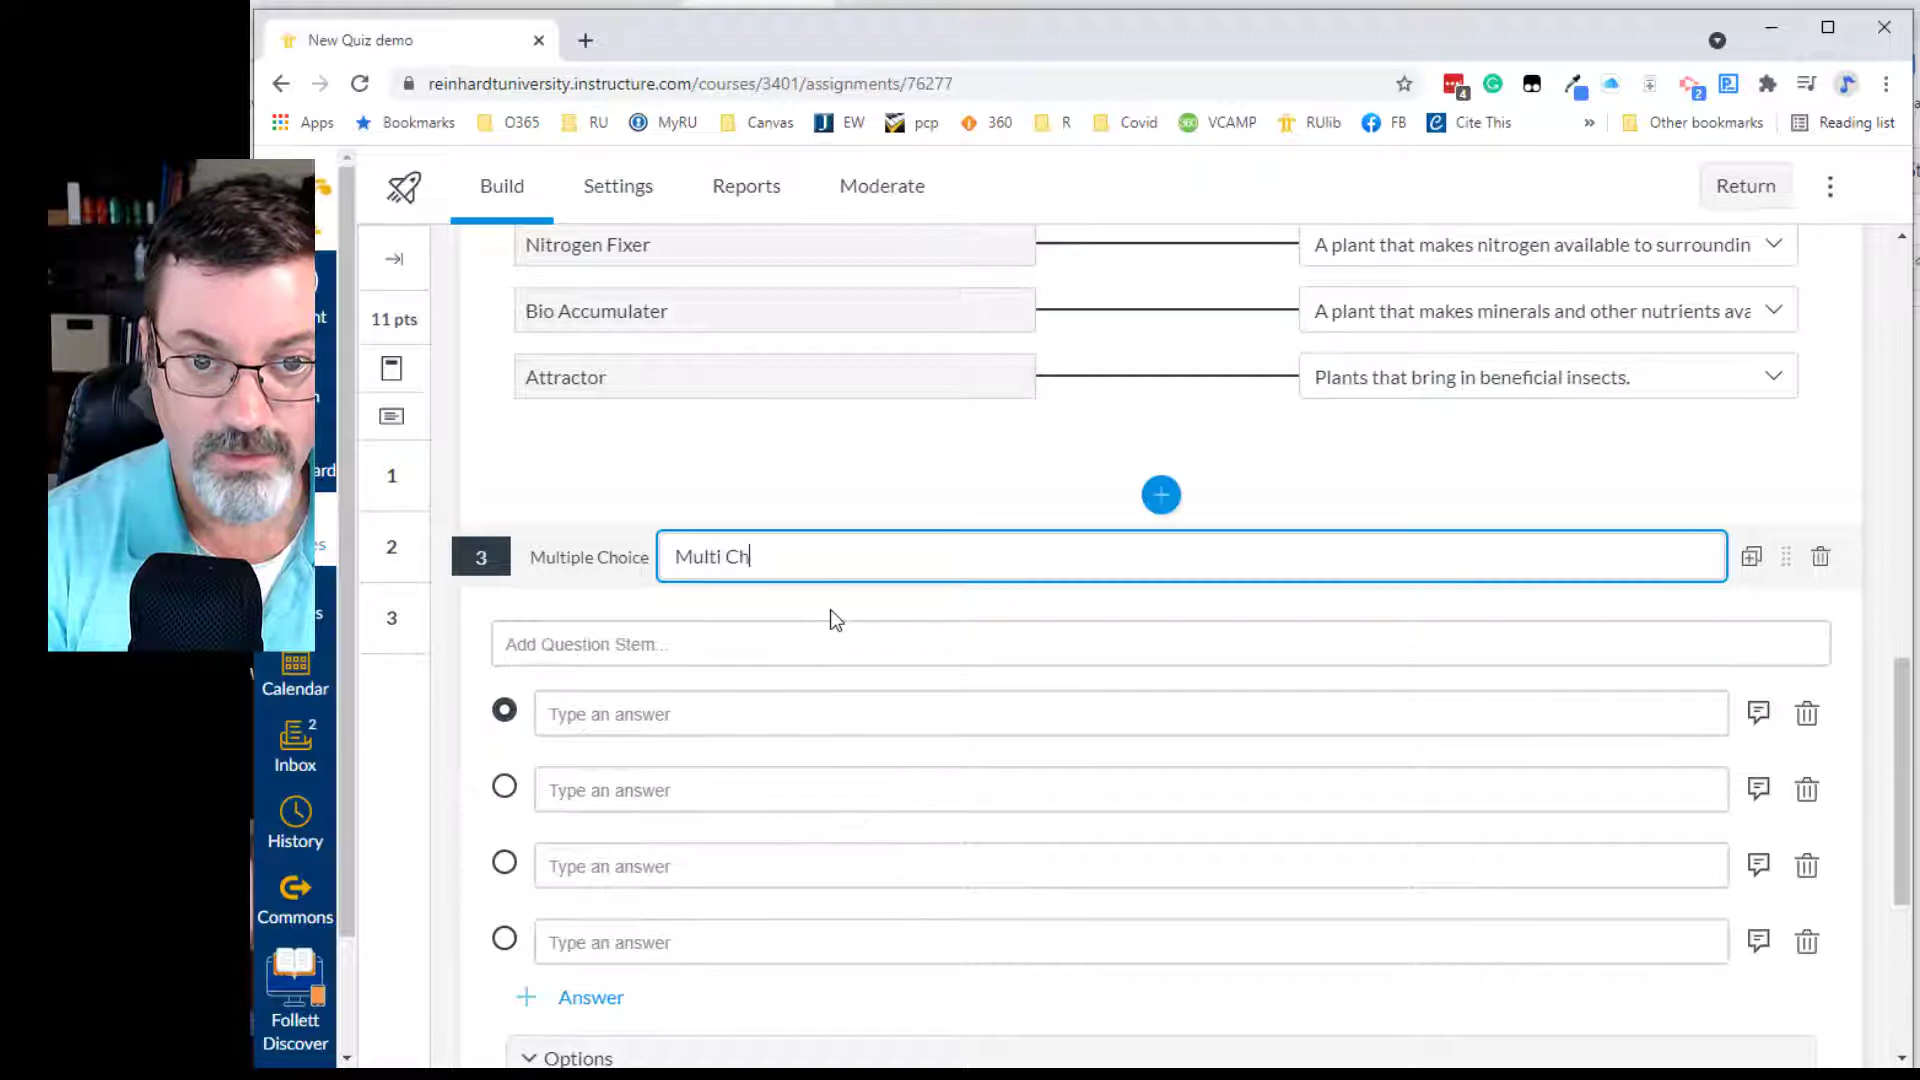 New Quiz demo
reinhardtuniversity.instructure.com/courses/3401/assignments/76277
4
2
Apps Bookmarks O365 RU MyRU Canvas EW pcp 360 R Covid VCAMP RUlib FB Cite This » Other bookmarks Reading list
Build Settings Reports Moderate Return
Nitrogen Fixer A plant that makes nitrogen available to surroundin
11 pts
Bio Accumulater A plant that makes minerals and other nutrients ava
Attractor Plants that bring in beneficial insects.
1
2
3
3 Multiple Choice Multi Ch
Add Question Stem...
Type an answer
Type an answer
Type an answer
Type an answer
Answer
Options
Calendar
2
Inbox
History
Commons
Follett
Discover